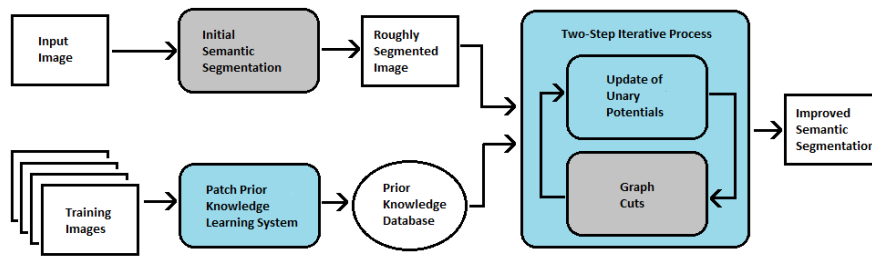 Input
Image
Initial
Semantic
Segmentation
Roughly
Segmented
Image
Two-Step Iterative Process
Update of
Unary
Potentials
Graph
Cuts
Improved
Semantic
Segmentation
Training
Images
Patch Prior
Knowledge
Learning System
Prior
Knowledge
Database